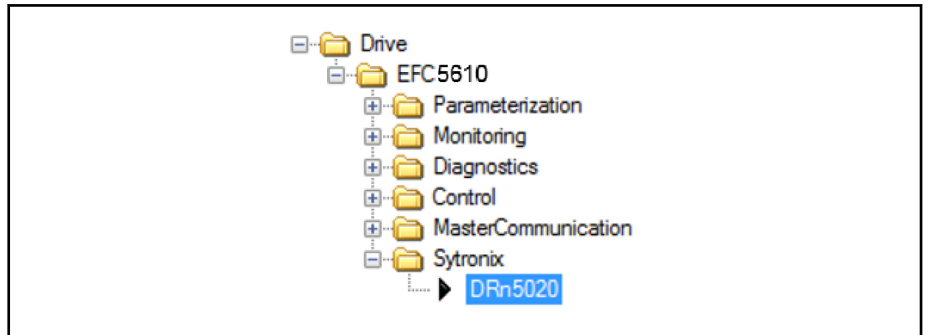 Drive
EFC5610
Parameterization
Monitoring
Diagnostics
Control
MasterCommunication
Sytronix
DRn5020